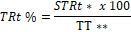 TRt % = STRt * x 100
TT **